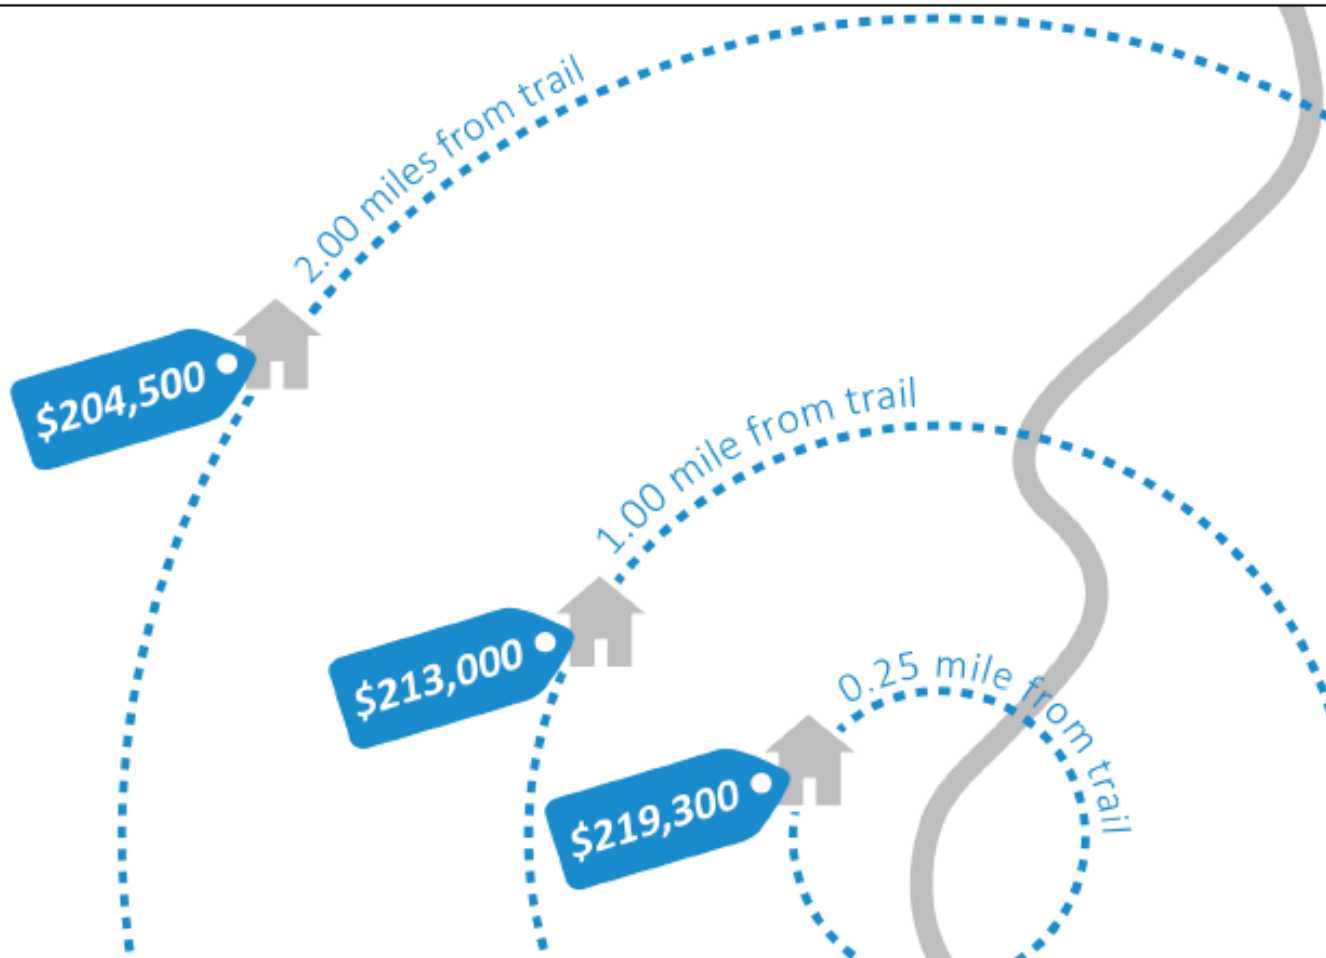 2.00 miles from trail
$204,500
1.00 mile from trail
$213,000
0.25 mile from trail
$219,300